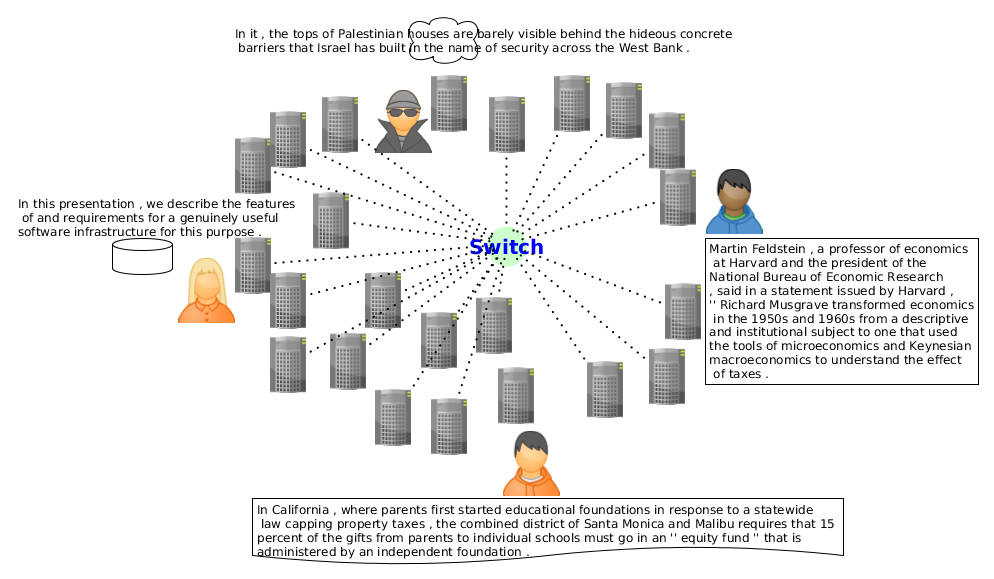 In it , the tops of Palestinian houses are barely visible behind the hideous concrete
barriers that Israel has built in the name of security across the West Bank .
In this presentation , we describe the features
of and requirements for a genuinely useful
software infrastructure for this purpose .
Switch
Martin Feldstein , a professor of economics
at Harvard and the president of the
National Bureau of Economic Research
, said in a statement issued by Harvard ,
'' Richard Musgrave transformed economics
in the 1950s and 1960s from a descriptive
and institutional subject to one that used
the tools of microeconomics and Keynesian
macroeconomics to understand the effect
of taxes .
In California , where parents first started educational foundations in response to a statewide
law capping property taxes , the combined district of Santa Monica and Malibu requires that 15
percent of the gifts from parents to individual schools must go in an '' equity fund '' that is
administered by an independent foundation .